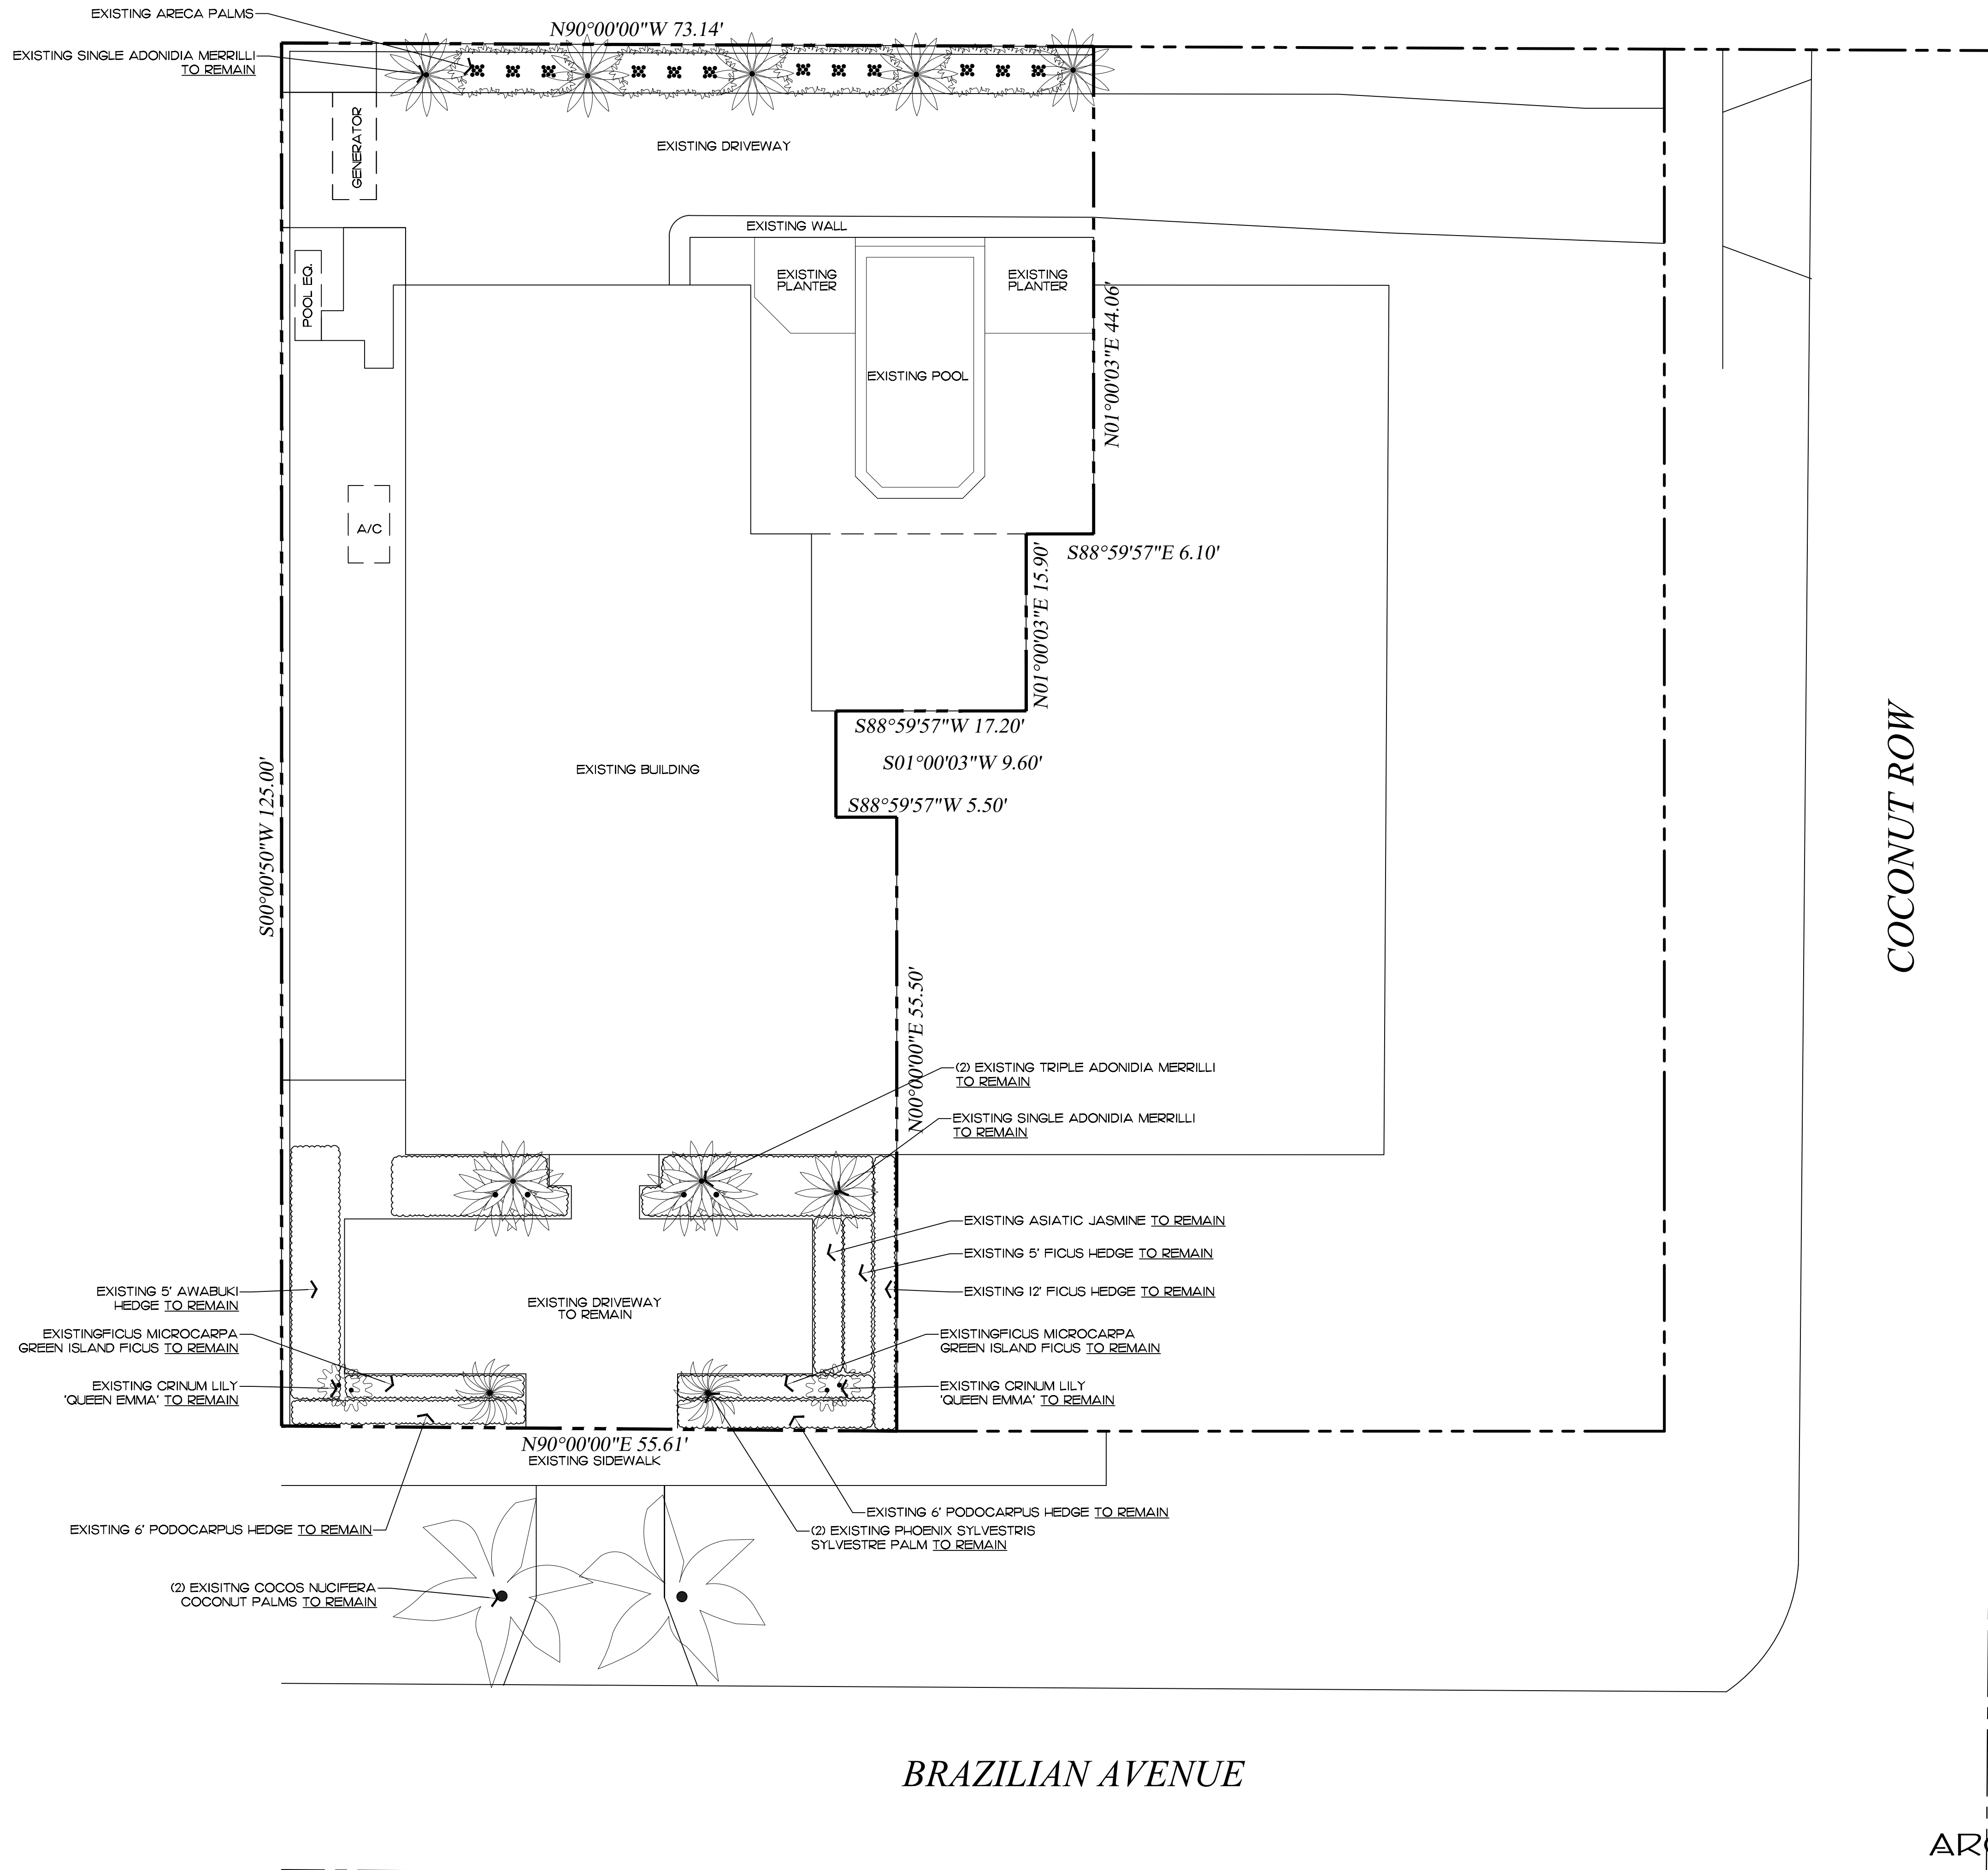 EXISTING ARECA PALMS
N90°00'00"W 73.14'
EXISTING SINGLE ADONIDIA MERRILLI
TO REMAIN
GENERATOR
EXISTING DRIVEWAY
EXISTING WALL
POOL EQ.
EXISTING
PLANTER
EXISTING
PLANTER
N01°00'03"E 44.06'
EXISTING POOL
A/C
S88°59'57"E 6.10'
N01°00'03"E 15.90'
S88°59'57"W 17.20'
S01°00'03"W 9.60'
EXISTING BUILDING
S88°59'57"W 5.50'
S00°00'50"W 125.00'
COCONUT ROW
N00°00'00"E 55.50'
(2) EXISTING TRIPLE ADONIDIA MERRILLI
TO REMAIN
EXISTING SINGLE ADONIDIA MERRILLI
TO REMAIN
EXISTING ASIATIC JASMINE TO REMAIN
EXISTING 5' FICUS HEDGE TO REMAIN
EXISTING 12' FICUS HEDGE TO REMAIN
EXISTING 5' AWABUKI
HEDGE TO REMAIN
EXISTING DRIVEWAY
TO REMAIN
EXISTINGFICUS MICROCARPA
GREEN ISLAND FICUS TO REMAIN
EXISTINGFICUS MICROCARPA
GREEN ISLAND FICUS TO REMAIN
EXISTING CRINUM LILY
'QUEEN EMMA' TO REMAIN
EXISTING CRINUM LILY
'QUEEN EMMA' TO REMAIN
N90°00'00"E 55.61'
EXISTING SIDEWALK
EXISTING 6' PODOCARPUS HEDGE TO REMAIN
EXISTING 6' PODOCARPUS HEDGE TO REMAIN
(2) EXISTING PHOENIX SYLVESTRIS
SYLVESTRE PALM TO REMAIN
(2) EXISITNG COCOS NUCIFERA
COCONUT PALMS TO REMAIN
BRAZILIAN AVENUE